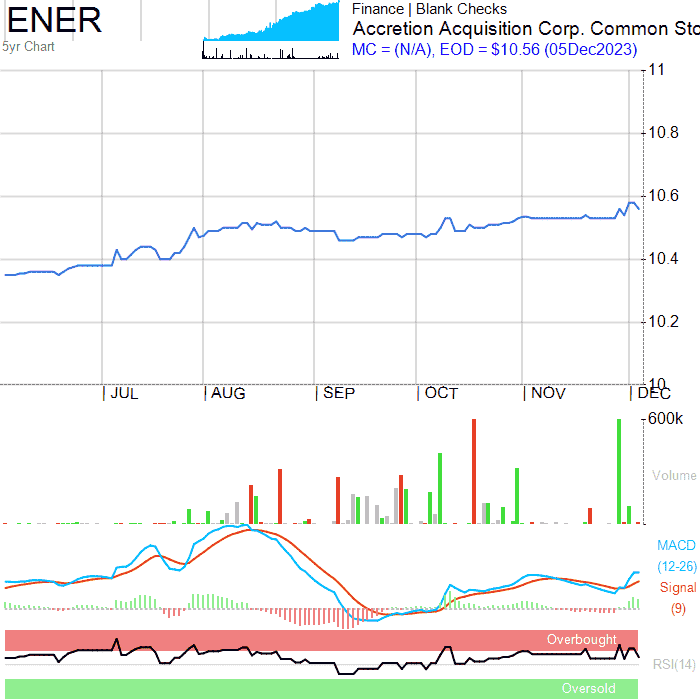 ENER
5yr Chart
Finance | Blank Checks
Accretion Acquisition Corp. Common Sto
MC = (N/A), EOD = $10.56 (05Dec2023)
11
10.8
10.6
10.4
10.2
10
JUL
AUG
SEP
OCT
NOV
DEC
600k
Volume
MACD
(12-26)
Signal
(9)
Overbought
RSI(14)
Oversold